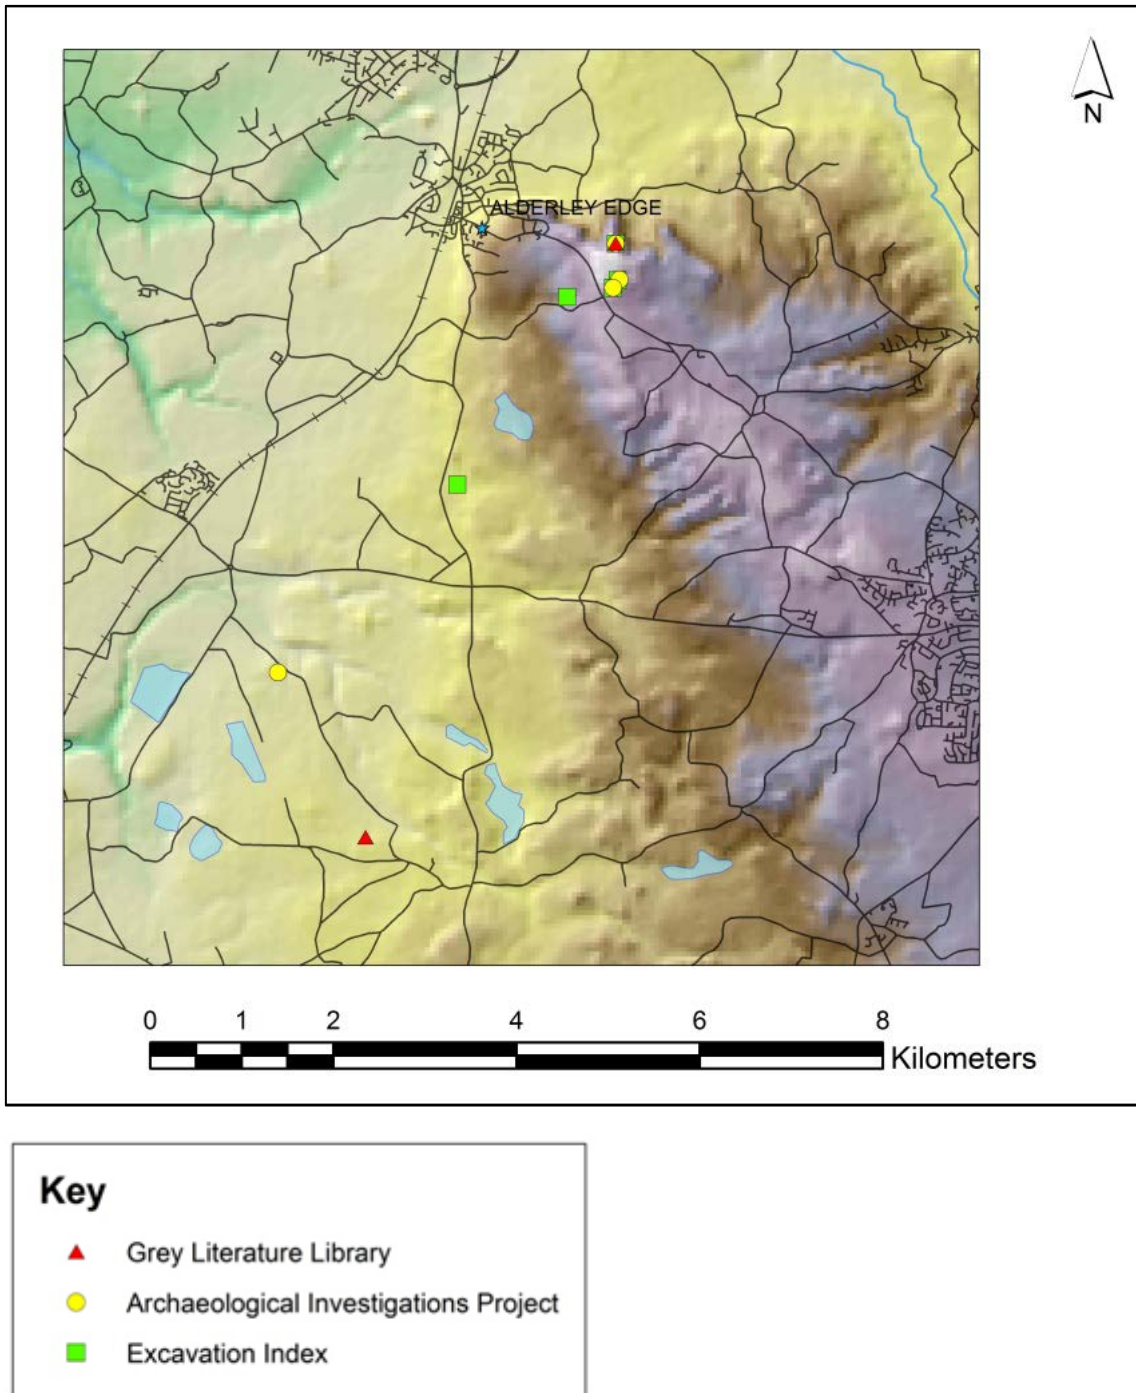 N
ALDERLEY EDGE
0 1 2 4 6 8
Kilometers
Key
Grey Literature Library
Archaeological Investigations Project
Excavation Index